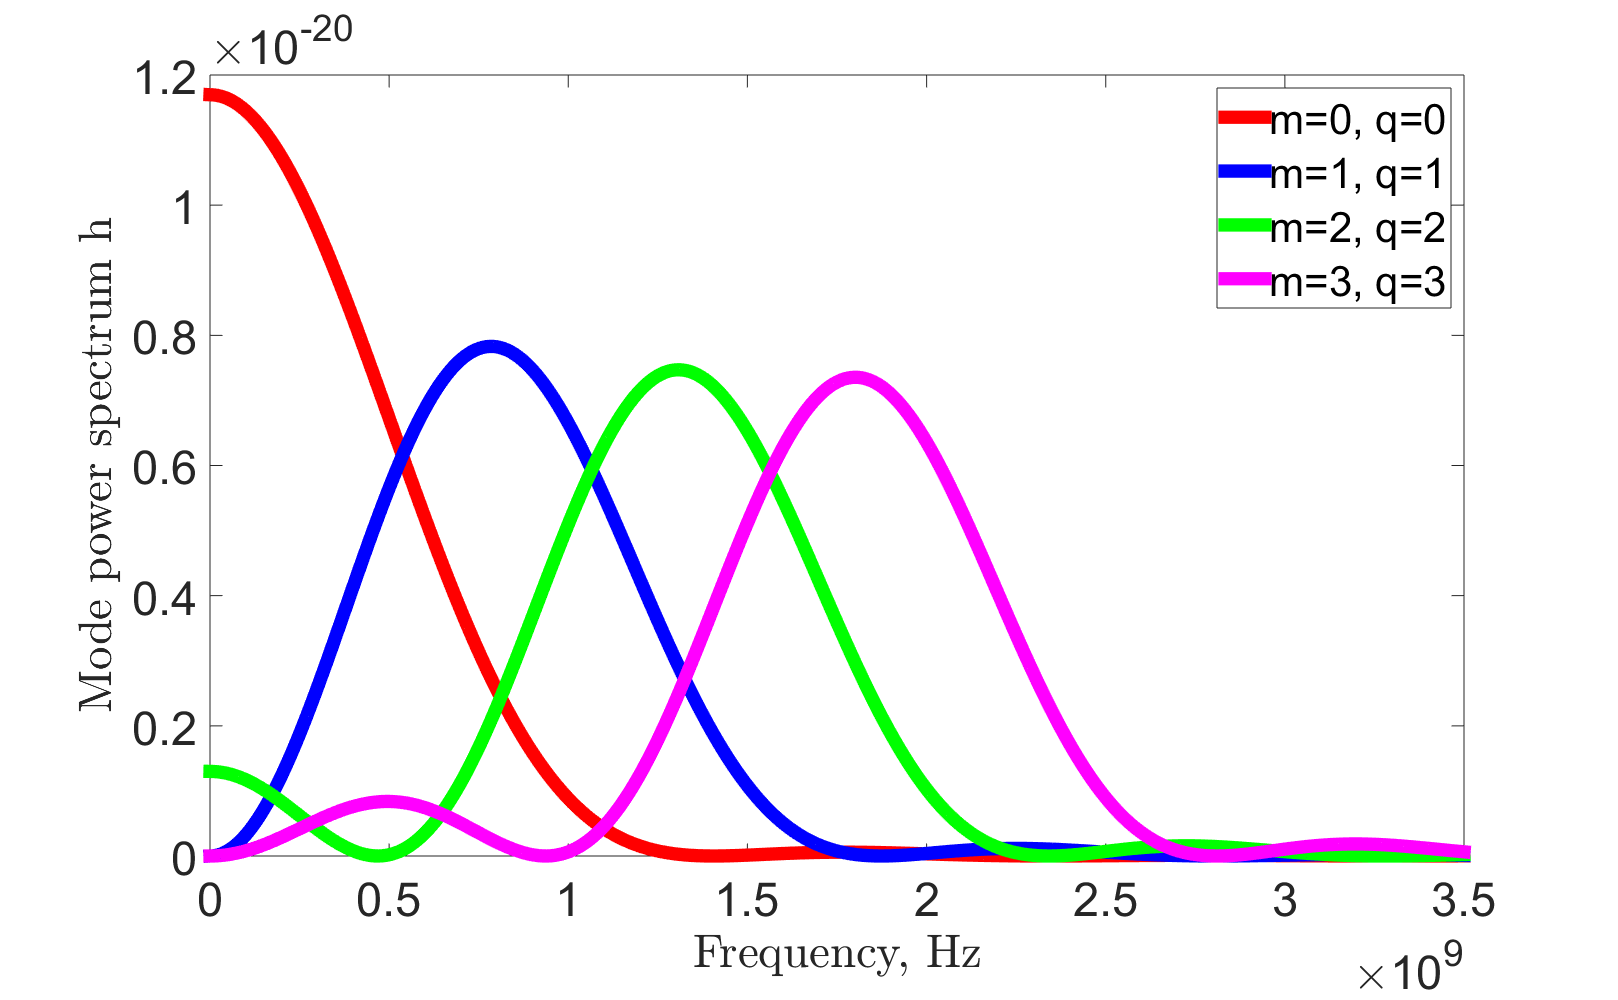 ×10-20
1.2
1
0.8
0.6
0.4
0.2
0
Mode power spectrum h
m=0, q=0
m=1, q=1
m=2, q=2
m=3, q=3
0 0.5 1 1.5 2 2.5 3 3.5
Frequency, Hz
×109